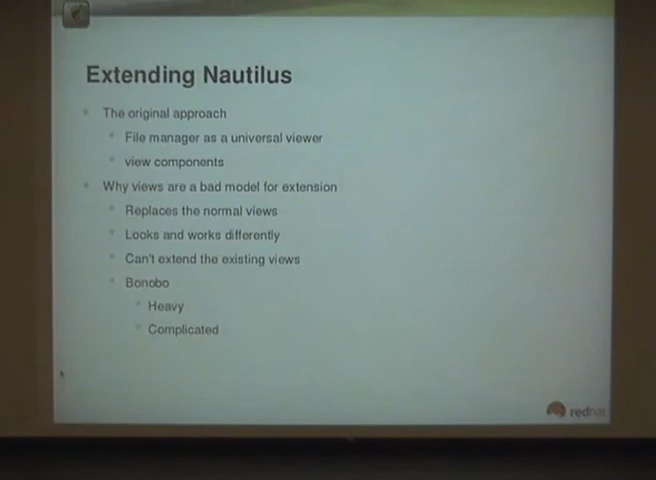 Extending Nautilus
The original approach
File manager as a universal viewer
view components
Why views are a bad model for extension
Replaces the normal views
Looks and works differently
Can't extend the existing views
Bonobo
Heavy
Complicated
redhat